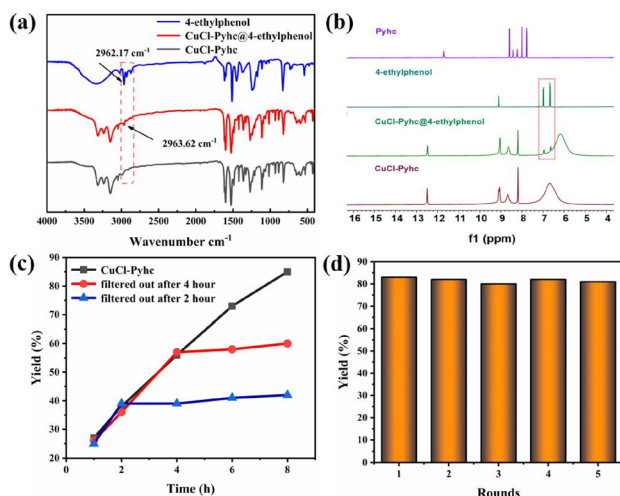 (a)
4-ethylphenol
CuCl-Pyhc@4-ethylphenol
CuCl-Pyhc
2962.17 cm⁻¹
2963.62 cm⁻¹
4000 3500 3000 2500 2000 1500 1000 500
Wavenumber cm⁻¹
(b)
Pyhc
4-ethylphenol
CuCl-Pyhc@4-ethylphenol
CuCl-Pyhc
16 15 14 13 12 11 10 9 8 7 6 5 4
f1 (ppm)
(c)
CuCl-Pyhc
filtered out after 4 hour
filtered out after 2 hour
90
80
70
60
50
40
30
20
Yield (%)
0 2 4 6 8
Time (h)
(d)
90
80
70
60
50
40
30
20
10
0
Yield (%)
1 2 3 4 5
Rounds